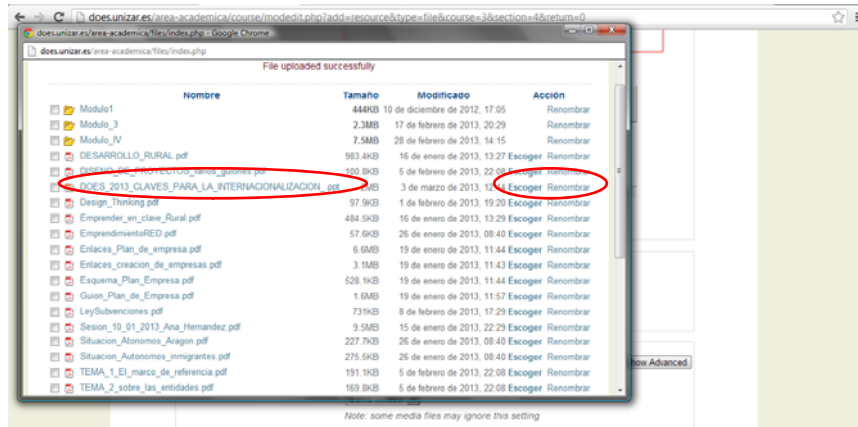 does.unizar.es/area-academica/course/modedit.php?add=resource&type=file&course=3&section=4&return=0
does.unizar.es/area-academica/files/index.php - Google Chrome
does.unizar.es/area-academica/files/index.php
File uploaded successfully
Nombre Tamaño Modificado Acción
Modulo1 444KB 10 de diciembre de 2012, 17:05 Renombrar
Modulo_3 2.3MB 17 de febrero de 2013, 20:29 Renombrar
Modulo_IV 7.5MB 28 de febrero de 2013, 14:15 Renombrar
DESARROLLO_RURAL.pdf 983.4KB 16 de enero de 2013, 13:27 Escoger Renombrar
DISENO_DE_PROYECTOS_varios_guiones.pdf 100.8KB 5 de febrero de 2013, 22:08 Escoger Renombrar
DOES_2013_CLAVES_PARA_LA_INTERNACIONALIZACION_.ppt 3 de marzo de 2013, Escoger Renombrar
Design_Thinking.pdf 97.9KB 1 de febrero de 2013, 19:20 Escoger Renombrar
Emprender_en_clave_Rural.pdf 484.5KB 16 de enero de 2013, 13:29 Escoger Renombrar
EmprendimientoRED.pdf 57.6KB 26 de enero de 2013, 08:40 Escoger Renombrar
Enlaces_Plan_de_empresa.pdf 6.6MB 19 de enero de 2013, 11:44 Escoger Renombrar
Enlaces_creacion_de_empresas.pdf 3.1MB 19 de enero de 2013, 11:43 Escoger Renombrar
Esquema_Plan_Empresa.pdf 528.1KB 19 de enero de 2013, 11:44 Escoger Renombrar
Guion_Plan_de_Empresa.pdf 1.6MB 19 de enero de 2013, 11:57 Escoger Renombrar
LeySubvenciones.pdf 731KB 8 de febrero de 2013, 17:29 Escoger Renombrar
Sesion_10_01_2013_Ana_Hernandez.pdf 9.5MB 15 de enero de 2013, 22:29 Escoger Renombrar
Situacion_Atonomos_Aragon.pdf 227.7KB 26 de enero de 2013, 08:40 Escoger Renombrar
Situacion_Autonomos_inmigrantes.pdf 275.5KB 26 de enero de 2013, 08:40 Escoger Renombrar
TEMA_1_El_marco_de_referencia.pdf 191.1KB 5 de febrero de 2013, 22:08 Escoger Renombrar
TEMA_2_sobre_las_entidades.pdf 169.8KB 5 de febrero de 2013, 22:08 Escoger Renombrar
how Advanced
Note: some media files may ignore this setting